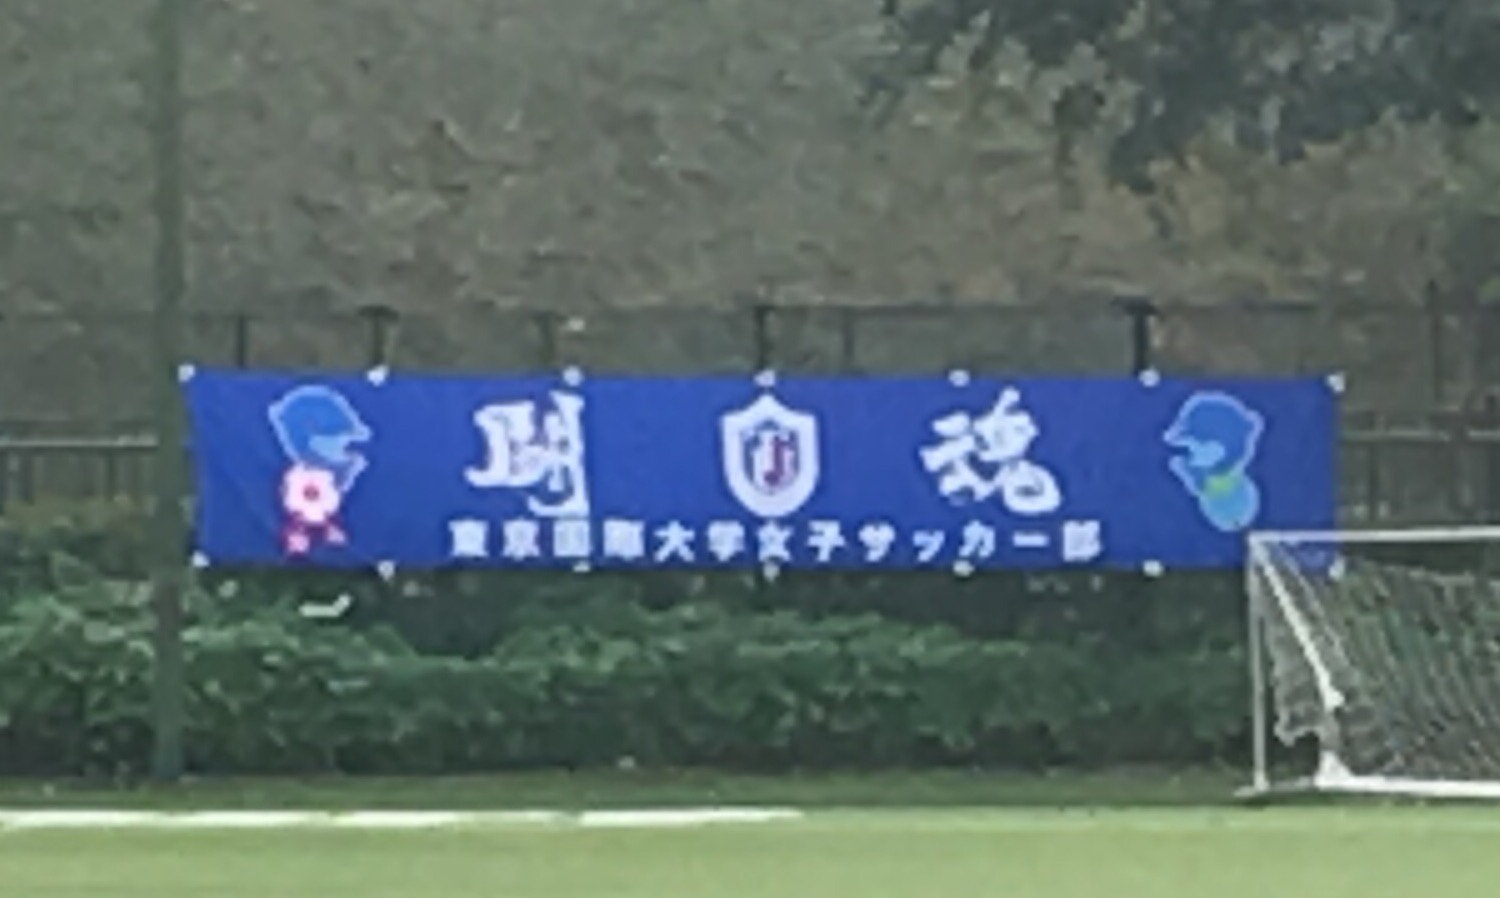 闘魂
東京国際大学女子サッカー部